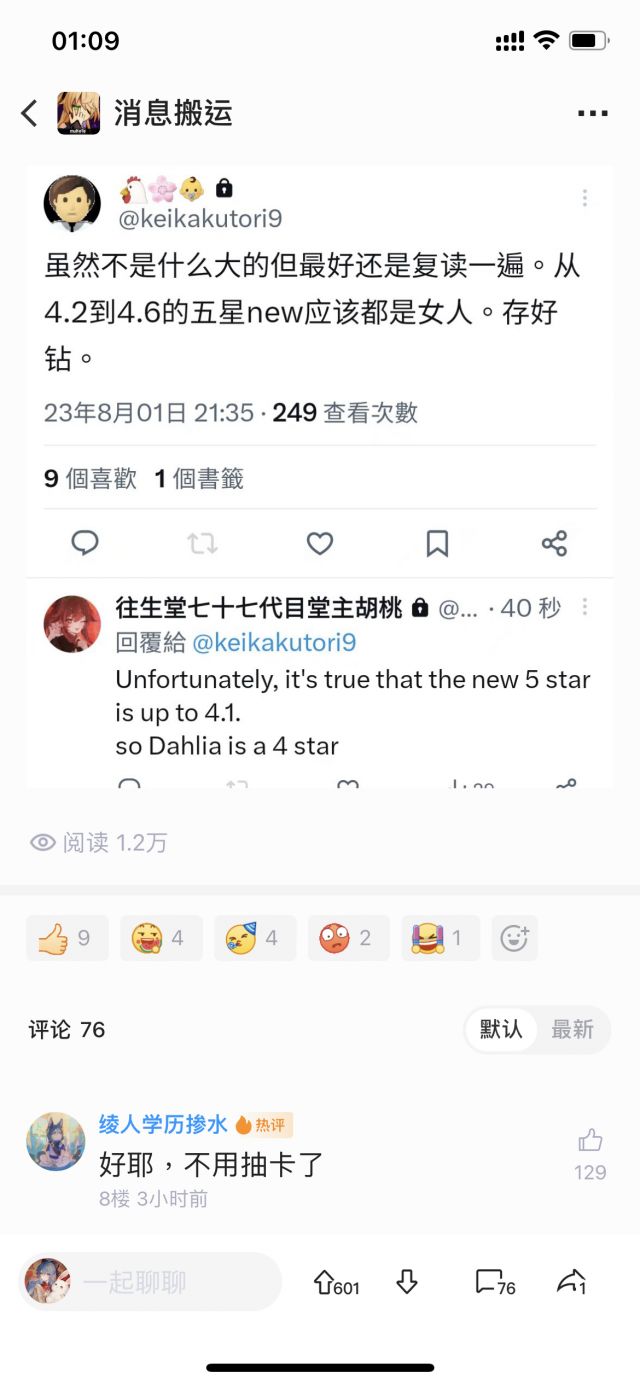 01:09
消息搬运
@keikakutori9
虽然不是什么大的但最好还是复读一遍。从
4.2到4.6的五星new应该都是女人。存好
钻。
23年8月01日 21:35 · 249 查看次數
9 個喜歡 1 個書籤
往生堂七十七代目堂主胡桃 @... · 40 秒
回覆給 @keikakutori9
Unfortunately, it's true that the new 5 star
is up to 4.1.
so Dahlia is a 4 star
阅读 1.2万
9 4 4 2 1
评论 76
默认 最新
绫人学历掺水 热评
好耶，不用抽卡了
129
8楼 3小时前
一起聊聊
601 76 1